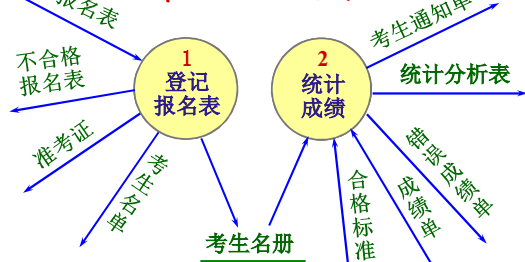 报名表
不合格
报名表
准考证
考生名单
1
登记
报名表
考生名册
2
统计
成绩
考生通知单
统计分析表
错误成绩单
成绩单
合格标准